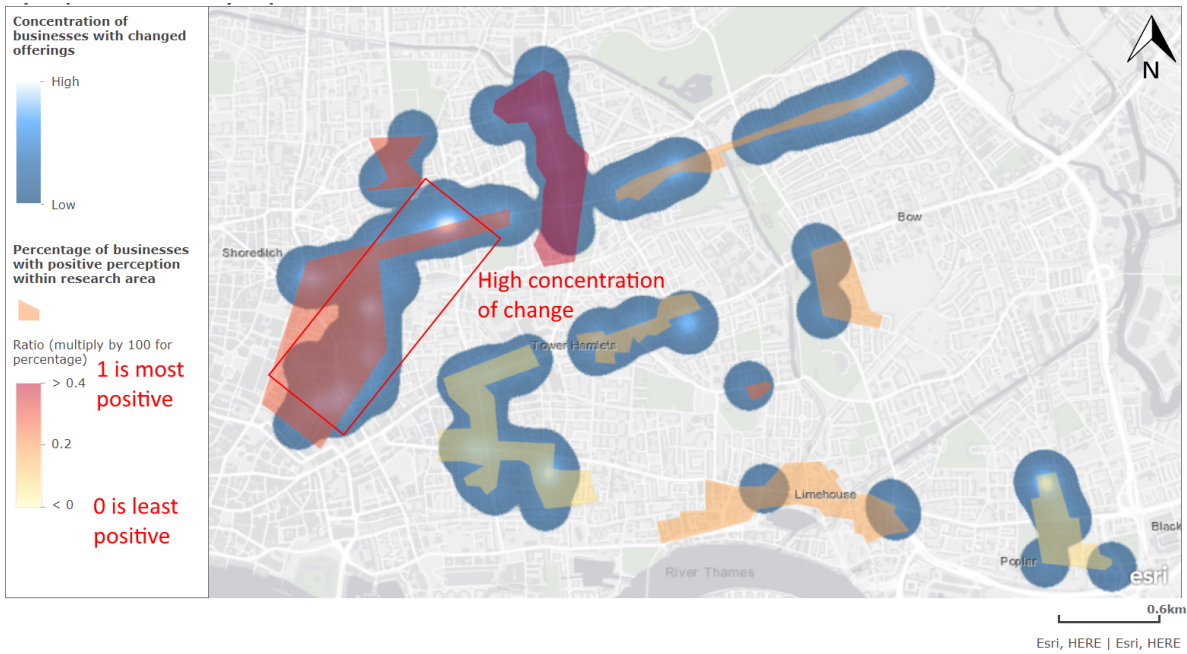 Concentration of
businesses with changed
offerings
High
Low
Percentage of businesses
with positive perception
within research area
Ratio (multiply by 100 for
percentage)
> 0.4
0.2
< 0
1 is most
positive
0 is least
positive
N
Shoreditch
Bow
High concentration
of change
Tower Hamlets
Limehouse
Black
Poplar
River Thames
esri
0.6km
Esri, HERE | Esri, HERE